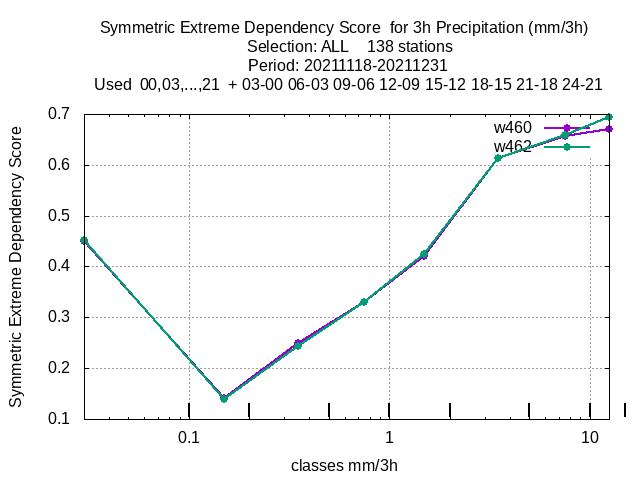 Symmetric Extreme Dependency Score  for 3h Precipitation (mm/3h)
Selection: ALL    138 stations
Period: 20211118-20211231
Used  00,03,...,21  + 03-00 06-03 09-06 12-09 15-12 18-15 21-18 24-21
Symmetric Extreme Dependency Score
0.7
0.6
0.5
0.4
0.3
0.2
0.1
w460
w462
0.1
1
10
classes mm/3h